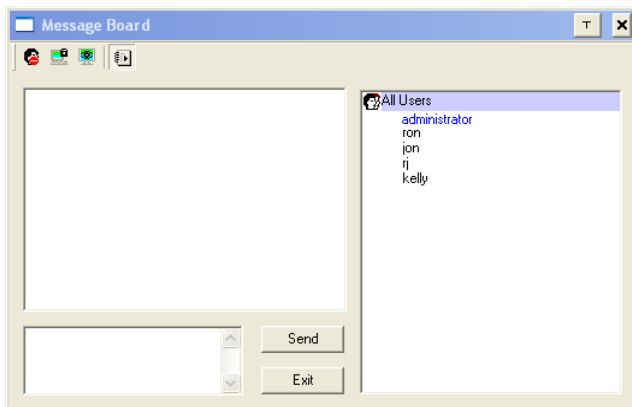 Message Board
T
All Users
administrator
ron
jon
rj
kelly
Send
Exit